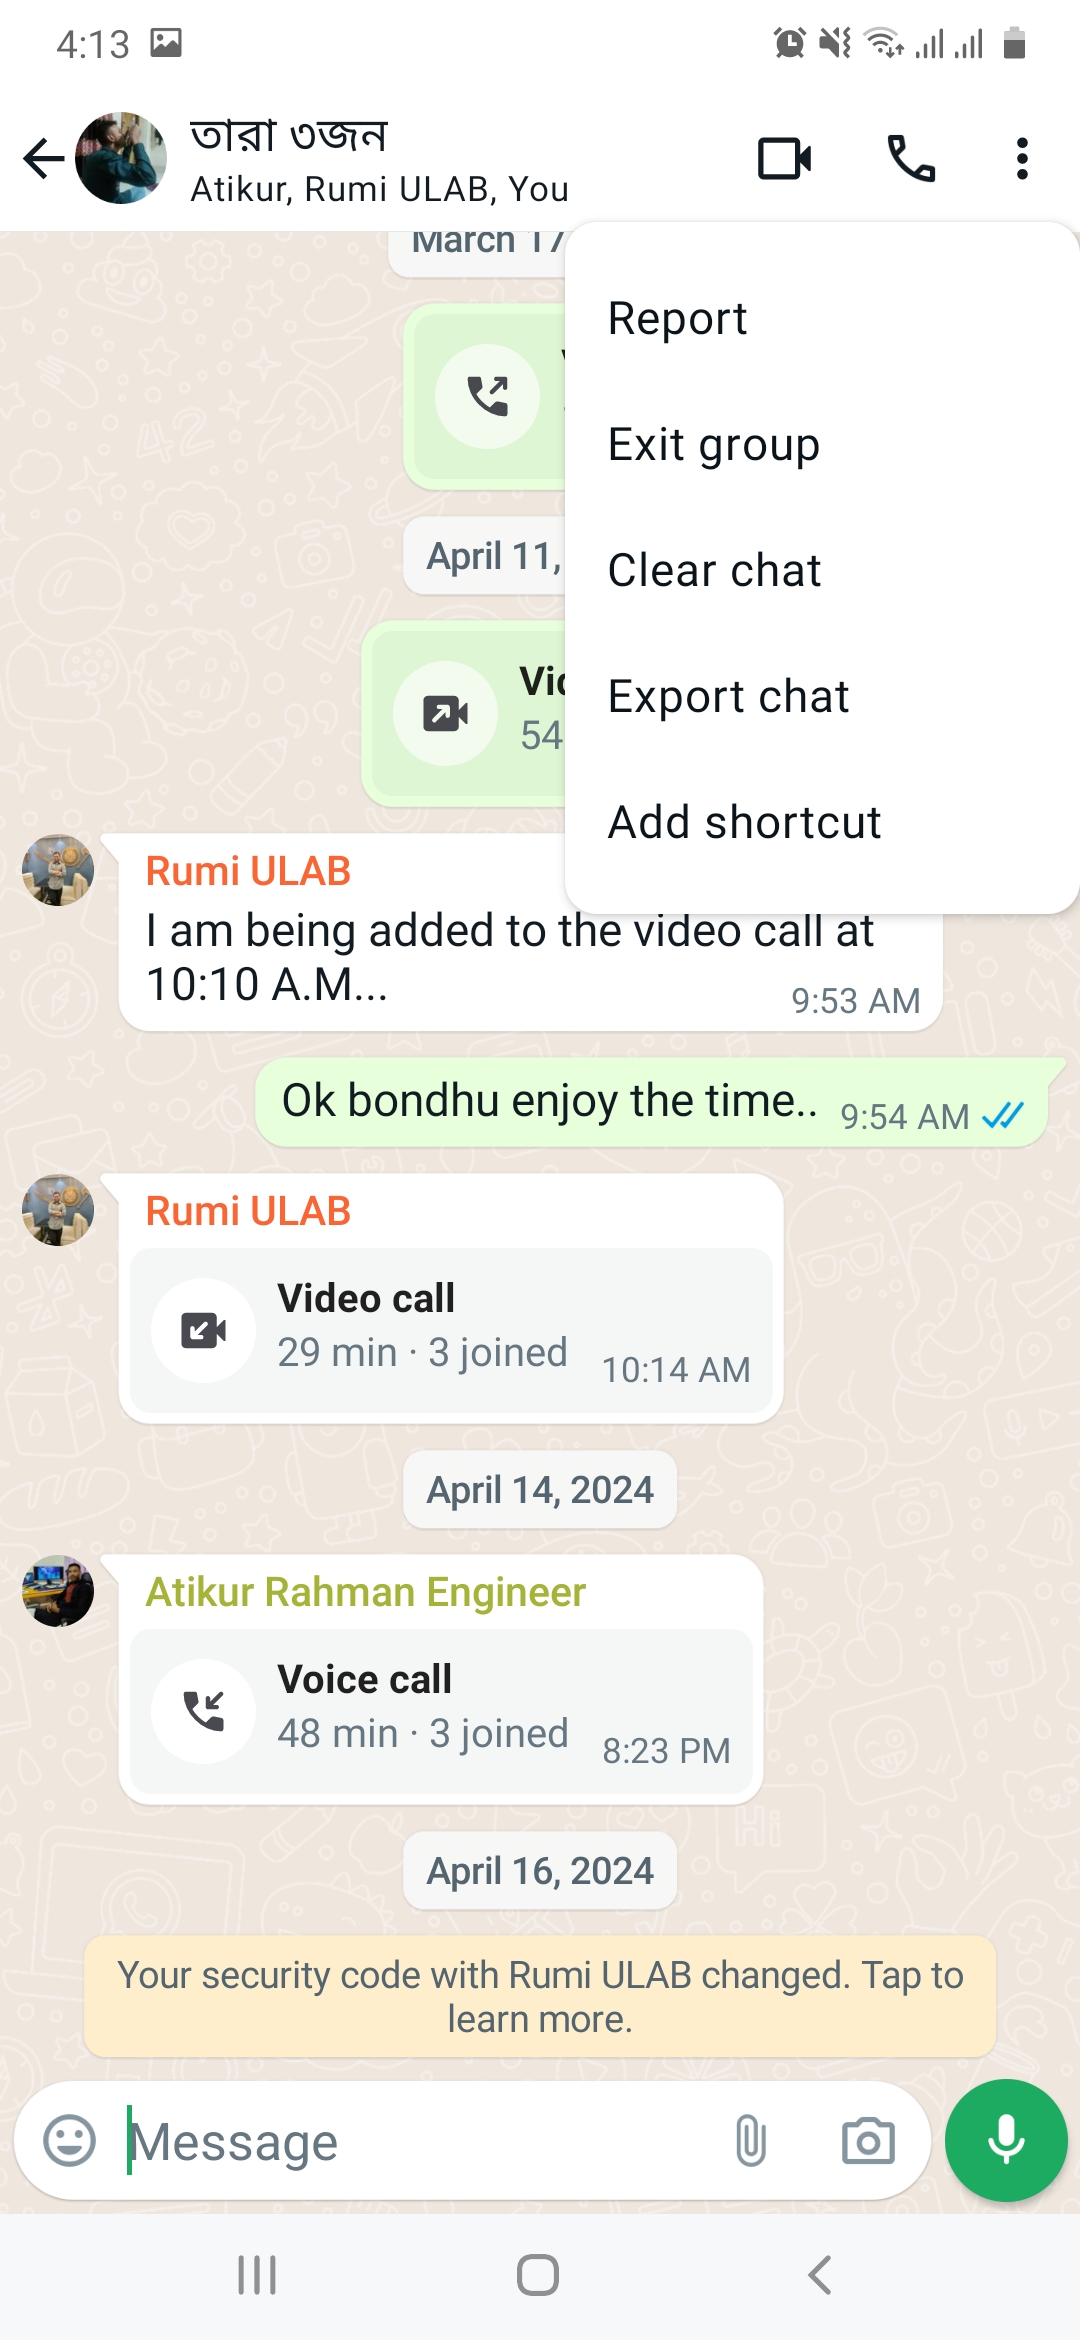 4:13
তারা ৩জন
Atikur, Rumi ULAB, You
March 17
Report
Exit group
April 11,
Clear chat
Vid
54
Export chat
Add shortcut
Rumi ULAB
I am being added to the video call at
10:10 A.M...
9:53 AM
Ok bondhu enjoy the time..
9:54 AM
Rumi ULAB
Video call
29 min · 3 joined
10:14 AM
April 14, 2024
Atikur Rahman Engineer
Voice call
48 min · 3 joined
8:23 PM
April 16, 2024
Your security code with Rumi ULAB changed. Tap to
learn more.
Message